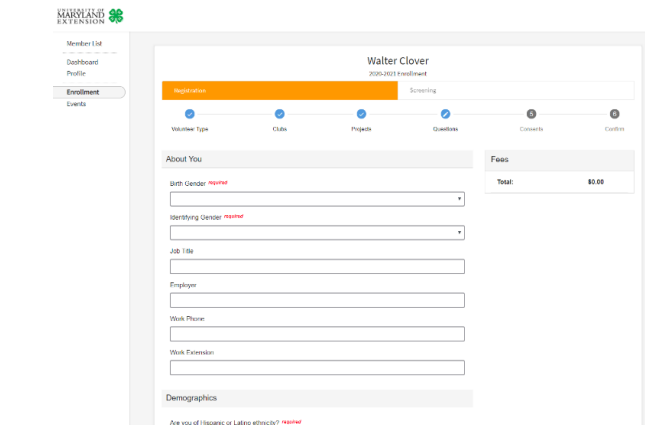 UNIVERSITY OF
MARYLAND
EXTENSION
Member List
Dashboard
Profile
Enrollment
Events
Walter Clover
2020-2021 Enrollment
Registration
Screening
Volunteer Type
Clubs
Projects
Questions
5
Consents
6
Confirm
About You
Birth Gender required
Identifying Gender required
Job Title
Employer
Work Phone
Work Extension
Demographics
Are you of Hispanic or Latino ethnicity? required
Fees
Total: $0.00